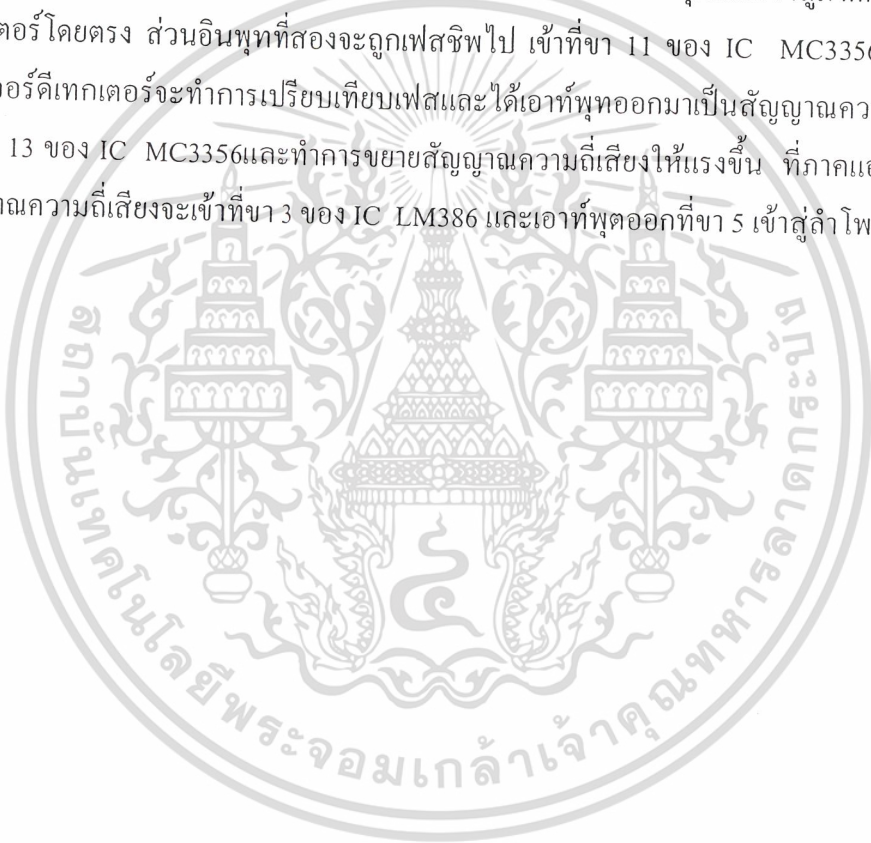 ตอร์โดยตรง ส่วนอินพุทที่สองจะถูกเฟสชิพไป เข้าที่ขา 11 ของ IC MC3356
อร์ดีเทกเตอร์จะทำการเปรียบเทียบเฟสและได้เอาท์พุทออกมาเป็นสัญญาณคว
13 ของ IC MC3356และทำการขยายสัญญาณความถี่เสียงให้แรงขึ้น ที่ภาคแอ
าณความถี่เสียงจะเข้าที่ขา 3 ของ IC LM386 และเอาท์พุตออกที่ขา 5 เข้าสู่ลำโพ
สถาบันเทคโนโลยีพระจอมเกล้าเจ้าคุณทหารลาดกระบัง